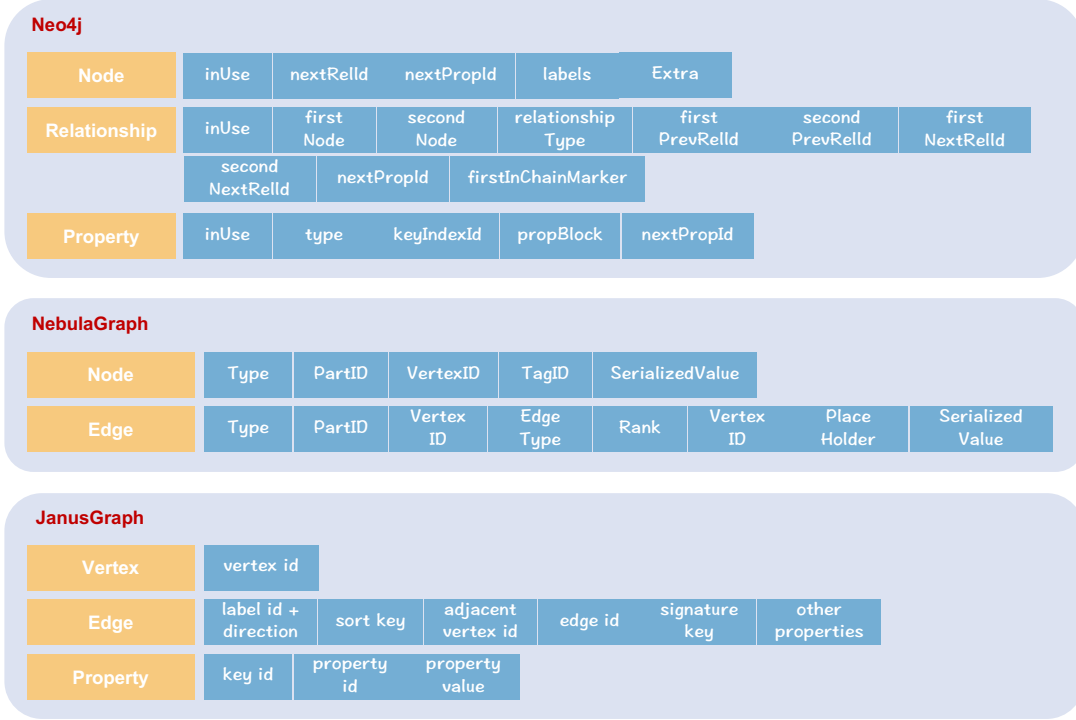 Neo4j
Node inUse nextRelId nextPropId labels Extra
Relationship inUse first Node second Node relationship Type first PrevRelId second PrevRelId first NextRelId
second NextRelId nextPropId firstInChainMarker
Property inUse type keyIndexId propBlock nextPropId
NebulaGraph
Node Type PartID VertexID TagID SerializedValue
Edge Type PartID Vertex ID Edge Type Rank Vertex ID Place Holder Serialized Value
JanusGraph
Vertex vertex id
Edge label id + direction sort key adjacent vertex id edge id signature key other properties
Property key id property id property value